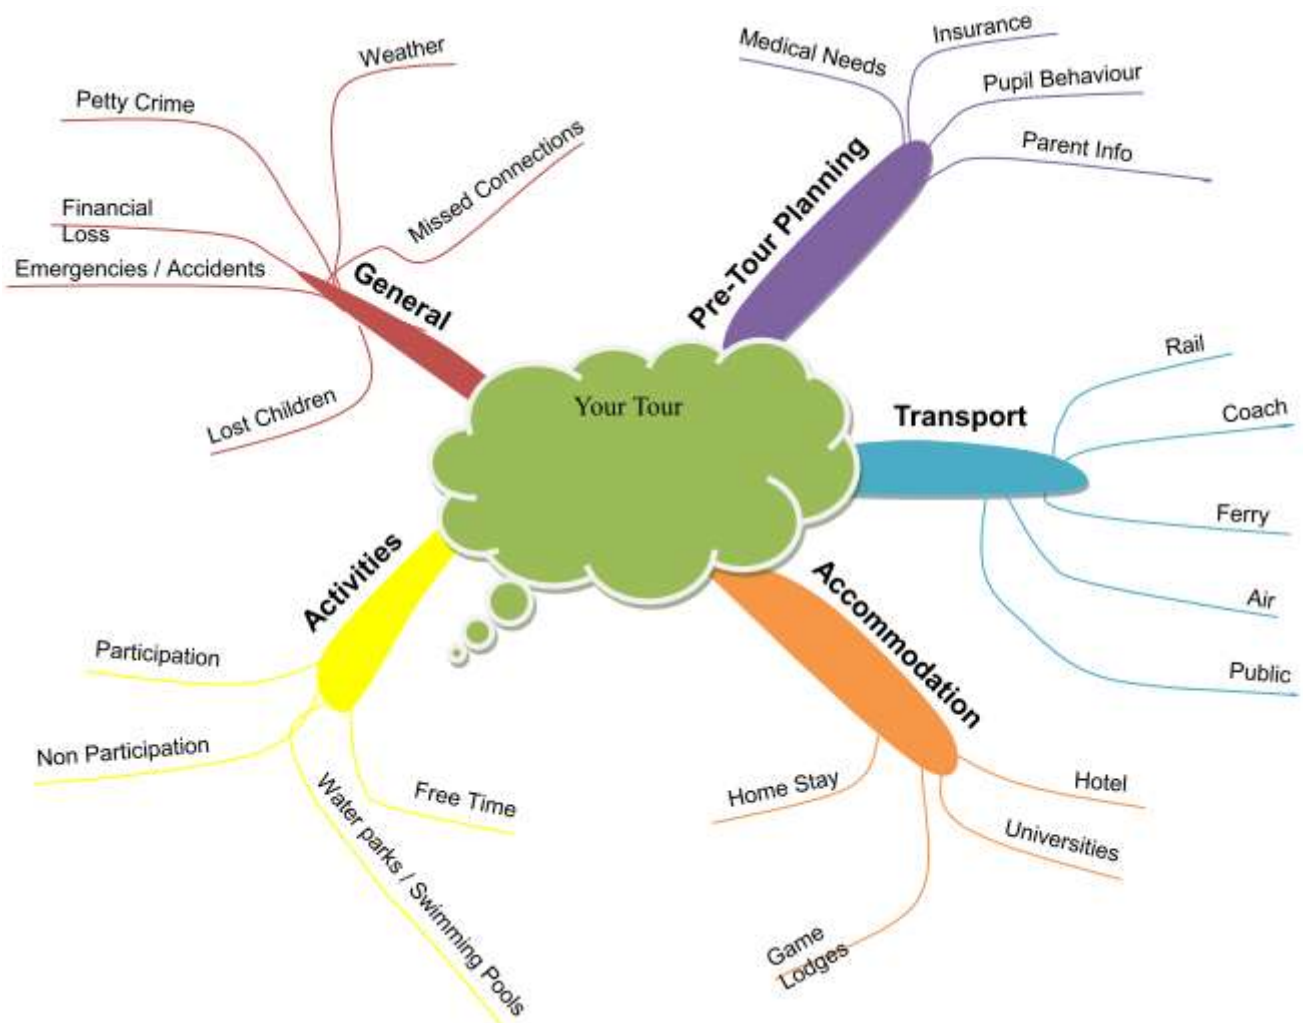 Your Tour
General
Weather
Petty Crime
Missed Connections
Financial
Loss
Emergencies / Accidents
Lost Children
Pre-Tour Planning
Medical Needs
Insurance
Pupil Behaviour
Parent Info
Transport
Rail
Coach
Ferry
Air
Public
Accommodation
Hotel
Universities
Game
Lodges
Home Stay
Activities
Participation
Non Participation
Water parks / Swimming Pools
Free Time